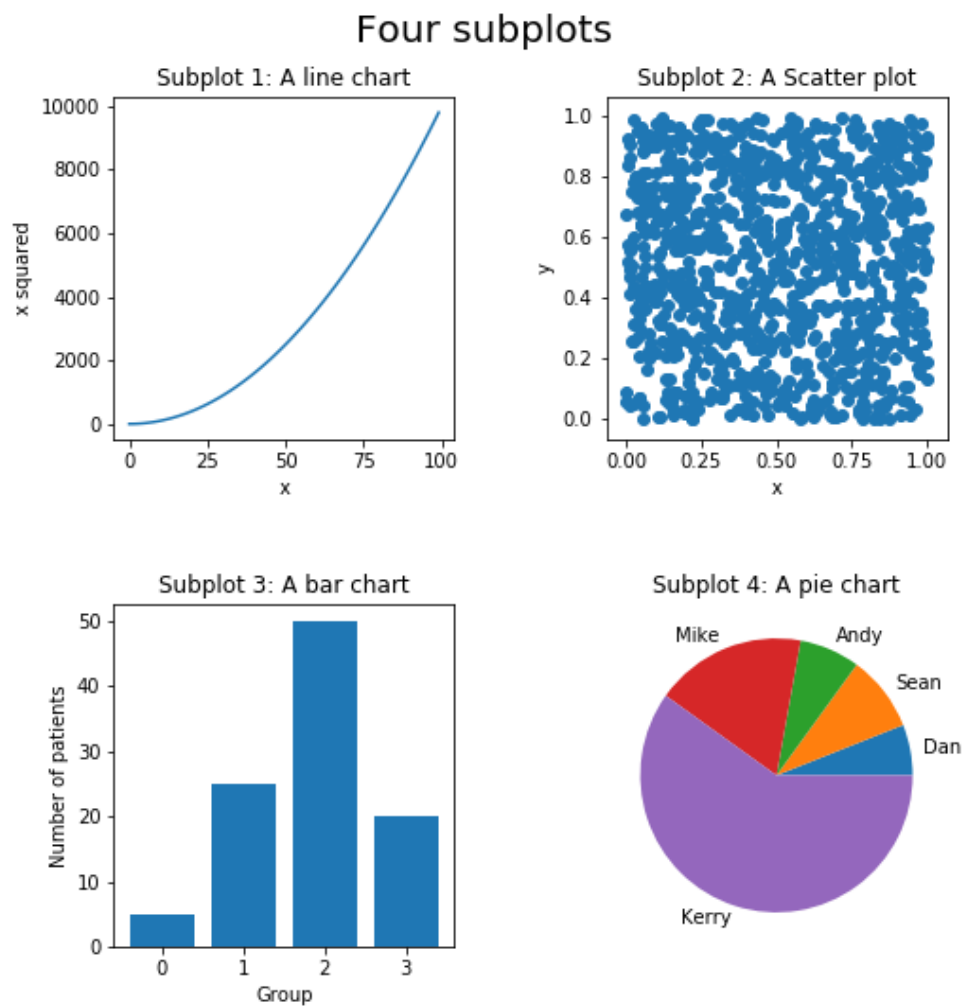 Four subplots
Subplot 1: A line chart
10000
8000
6000
4000
2000
0
x squared
0 25 50 75 100
x
Subplot 2: A Scatter plot
1.0
0.8
0.6
0.4
0.2
0.0
y
0.00 0.25 0.50 0.75 1.00
x
Subplot 3: A bar chart
50
40
30
20
10
0
Number of patients
0 1 2 3
Group
Subplot 4: A pie chart
Mike
Andy
Sean
Dan
Kerry